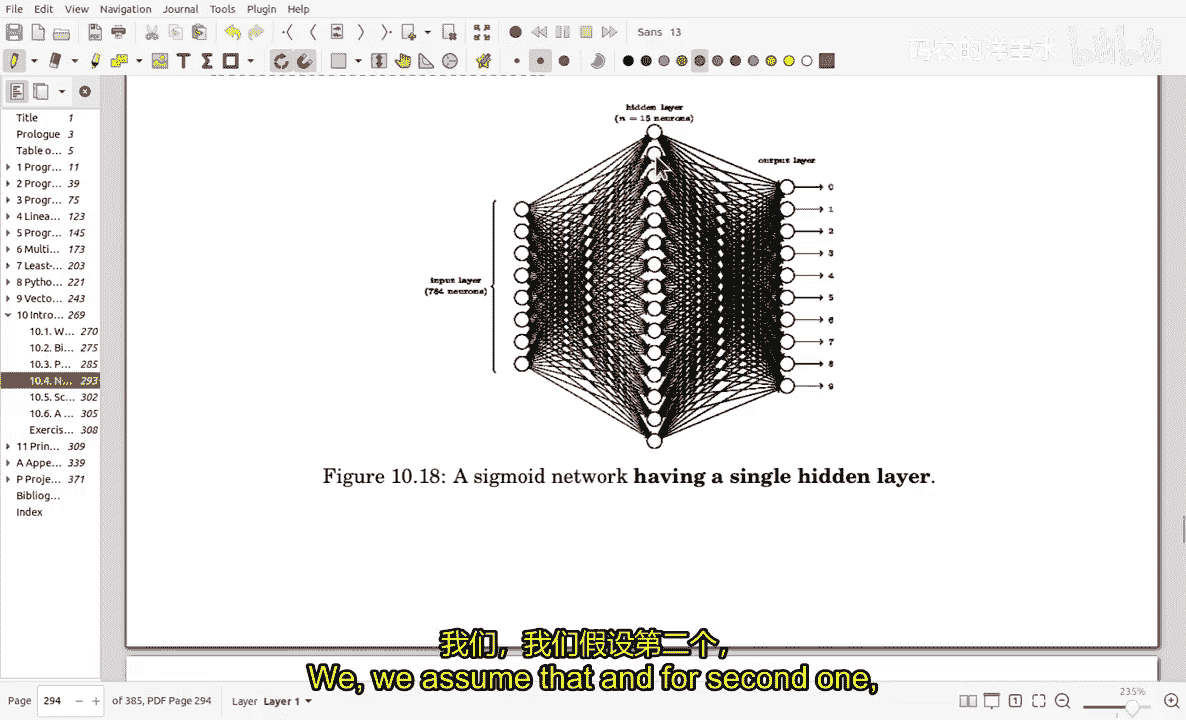 File Edit View Navigation Journal Tools Plugin Help
Sans 13
码农的洋墨水 bilibili
Title 1
Prologue 3
Table o... 5
1 Progr... 11
2 Progr... 39
3 Progr... 75
4 Linea... 123
5 Progr... 145
6 Multi... 173
7 Least-... 203
8 Pytho... 221
9 Vecto... 243
10 Intro... 269
10.1. W... 270
10.2. Bi... 275
10.3. P... 285
10.4. N... 293
10.5. Sc... 302
10.6. A ... 305
Exercis... 308
11 Prin... 309
A Appe... 339
P Proje... 371
Bibliog...
Index
hidden layer
(n = 15 neurons)
output layer
input layer
(784 neurons)
0
1
2
3
4
5
6
7
8
9
Figure 10.18: A sigmoid network having a single hidden layer.
我们，我们假设第二个，
We, we assume that and for second one,
Page 294 of 385, PDF Page 294 Layer Layer 1 235%